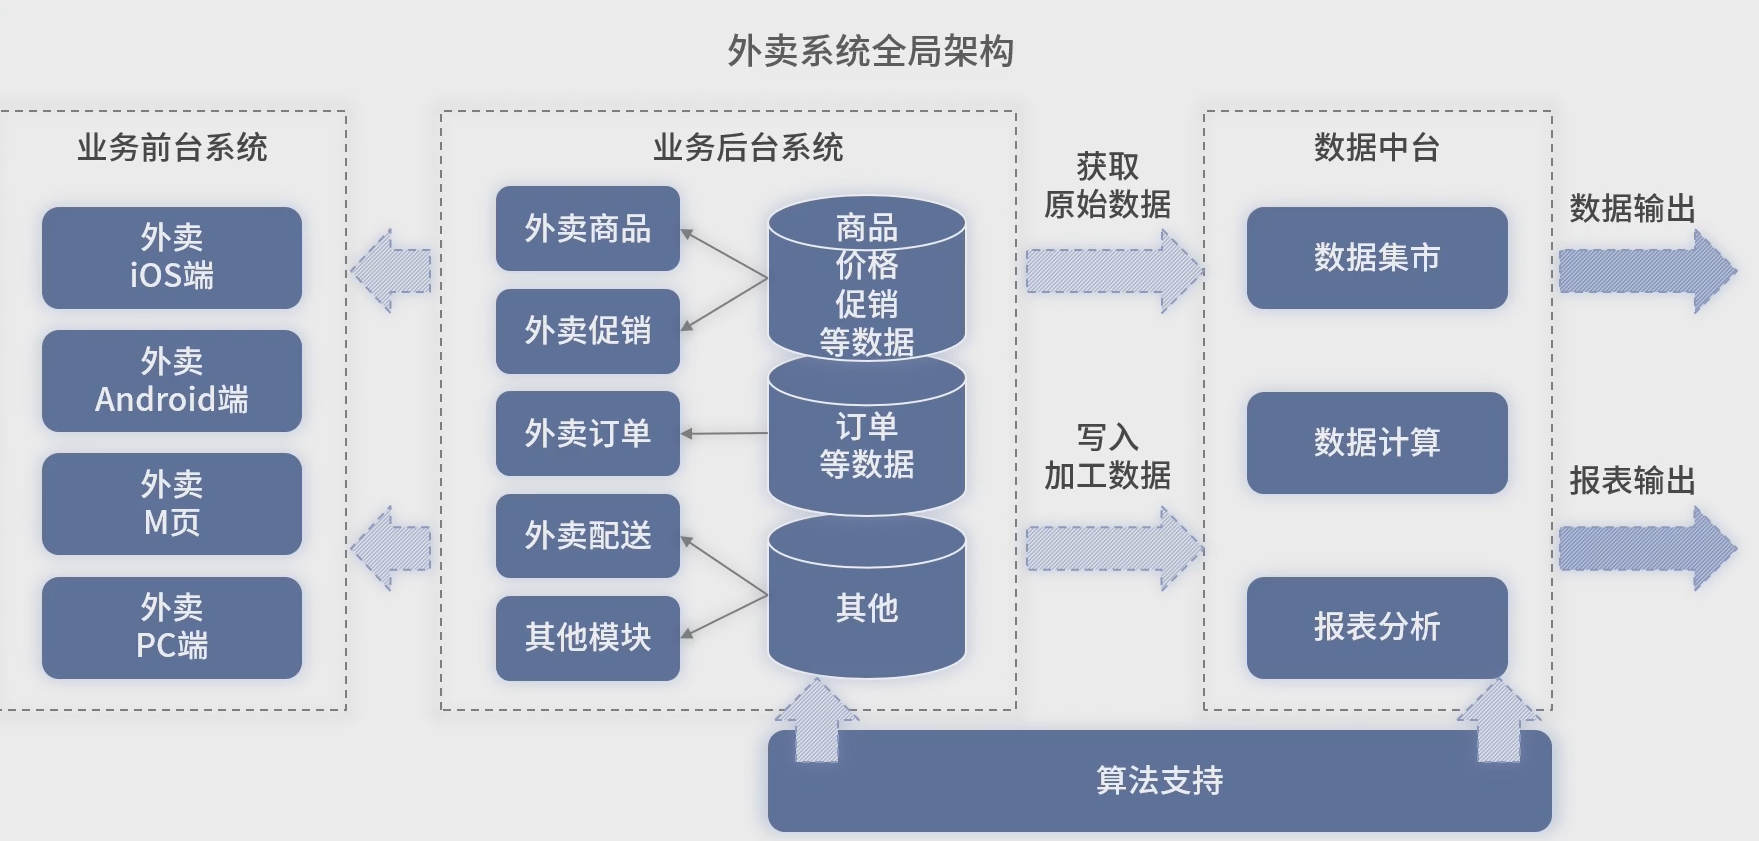 外卖系统全局架构
业务前台系统
外卖
iOS端
外卖
Android端
外卖
M页
外卖
PC端
业务后台系统
外卖商品
外卖促销
外卖订单
外卖配送
其他模块
商品
价格
促销
等数据
订单
等数据
其他
获取
原始数据
写入
加工数据
数据中台
数据集市
数据计算
报表分析
数据输出
报表输出
算法支持